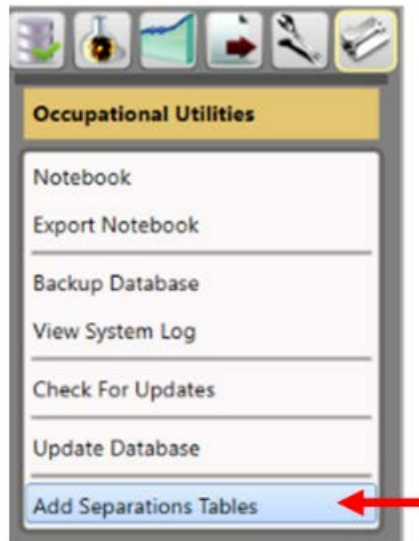 Occupational Utilities
Notebook
Export Notebook
Backup Database
View System Log
Check For Updates
Update Database
Add Separations Tables